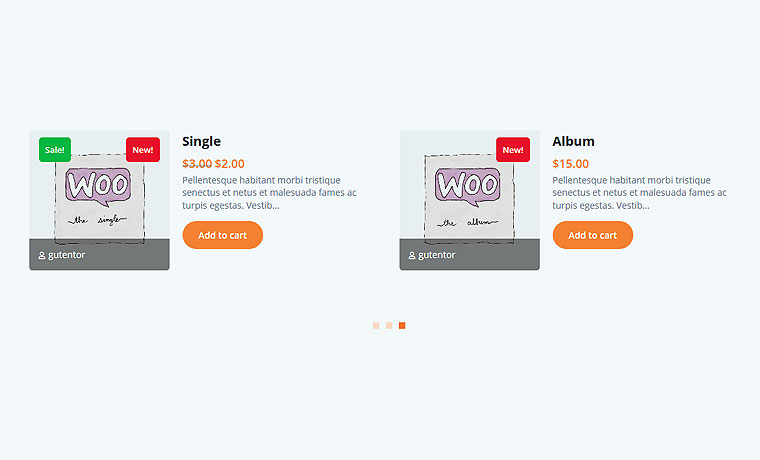 Sale!
New!
WOO
the single
gutentor
Single
$3.00 $2.00
Pellentesque habitant morbi tristique
senectus et netus et malesuada fames ac
turpis egestas. Vestib...
Add to cart
New!
WOO
the album
gutentor
Album
$15.00
Pellentesque habitant morbi tristique
senectus et netus et malesuada fames ac
turpis egestas. Vestib...
Add to cart